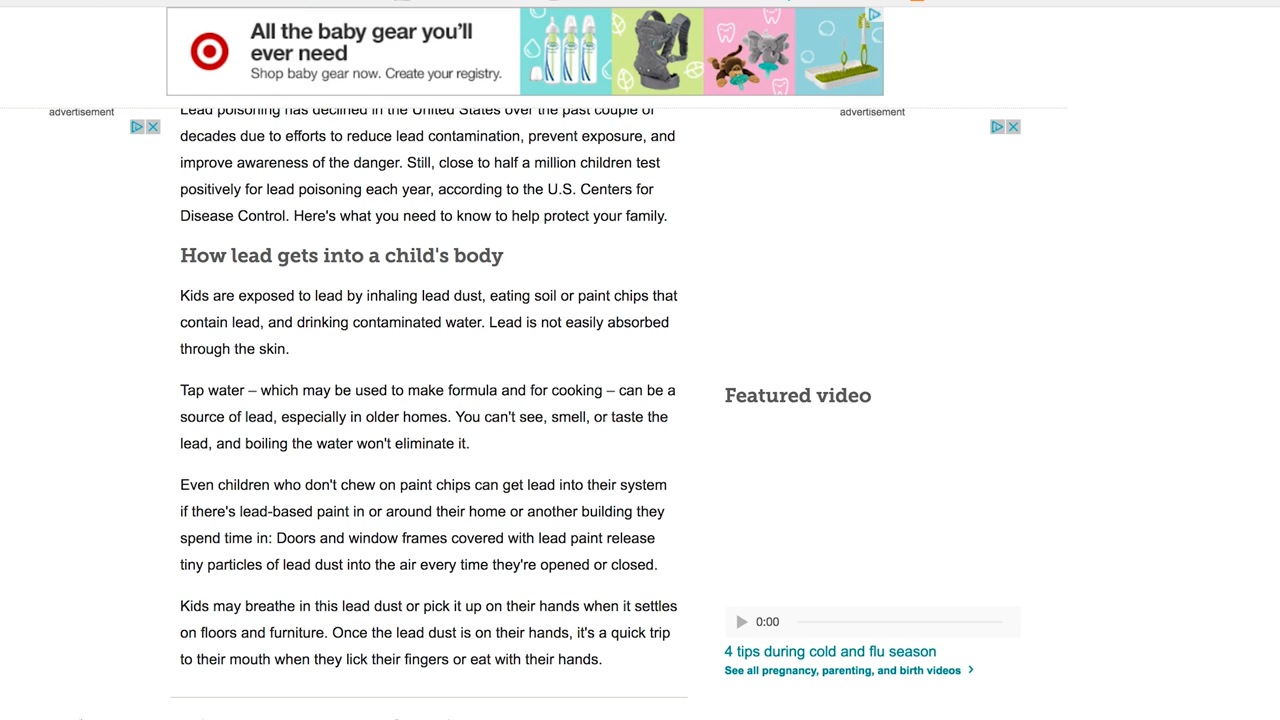 All the baby gear you'll
ever need
Shop baby gear now. Create your registry.
advertisement
advertisement
Lead poisoning has declined in the United States over the past couple of
decades due to efforts to reduce lead contamination, prevent exposure, and
improve awareness of the danger. Still, close to half a million children test
positively for lead poisoning each year, according to the U.S. Centers for
Disease Control. Here's what you need to know to help protect your family.
How lead gets into a child's body
Kids are exposed to lead by inhaling lead dust, eating soil or paint chips that
contain lead, and drinking contaminated water. Lead is not easily absorbed
through the skin.
Tap water – which may be used to make formula and for cooking – can be a
source of lead, especially in older homes. You can't see, smell, or taste the
lead, and boiling the water won't eliminate it.
Even children who don't chew on paint chips can get lead into their system
if there's lead-based paint in or around their home or another building they
spend time in: Doors and window frames covered with lead paint release
tiny particles of lead dust into the air every time they're opened or closed.
Kids may breathe in this lead dust or pick it up on their hands when it settles
on floors and furniture. Once the lead dust is on their hands, it's a quick trip
to their mouth when they lick their fingers or eat with their hands.
Featured video
0:00
4 tips during cold and flu season
See all pregnancy, parenting, and birth videos